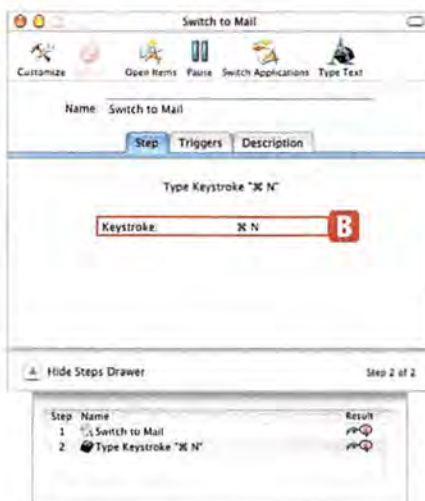 Switch to Mail
Customize Open Items Pause Switch Applications Type Text
Name Switch to Mail
Step Triggers Description
Type Keystroke "⌘ N"
Keystroke: ⌘ N B
Hide Steps Drawer Step 2 of 2
Step Name Result
1 Switch to Mail
2 Type Keystroke "⌘ N"